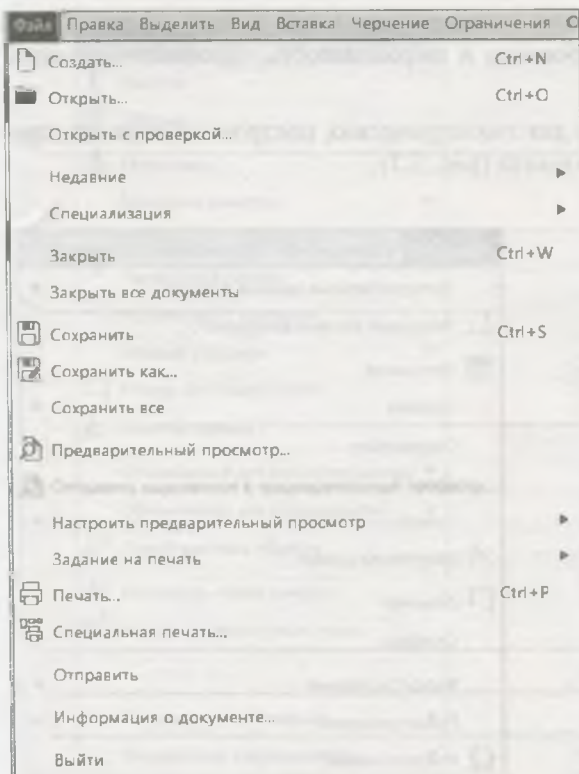 Файл Правка Выделить Вид Вставка Черчение Ограничения С
Создать... Ctrl+N
Открыть... Ctrl+O
Открыть с проверкой...
Недавние
Специализация
Закрыть Ctrl+W
Закрыть все документы
Сохранить Ctrl+S
Сохранить как...
Сохранить все
Предварительный просмотр...
Настроить предварительный просмотр
Задание на печать
Печать... Ctrl+P
Специальная печать...
Отправить
Информация о документе...
Выйти